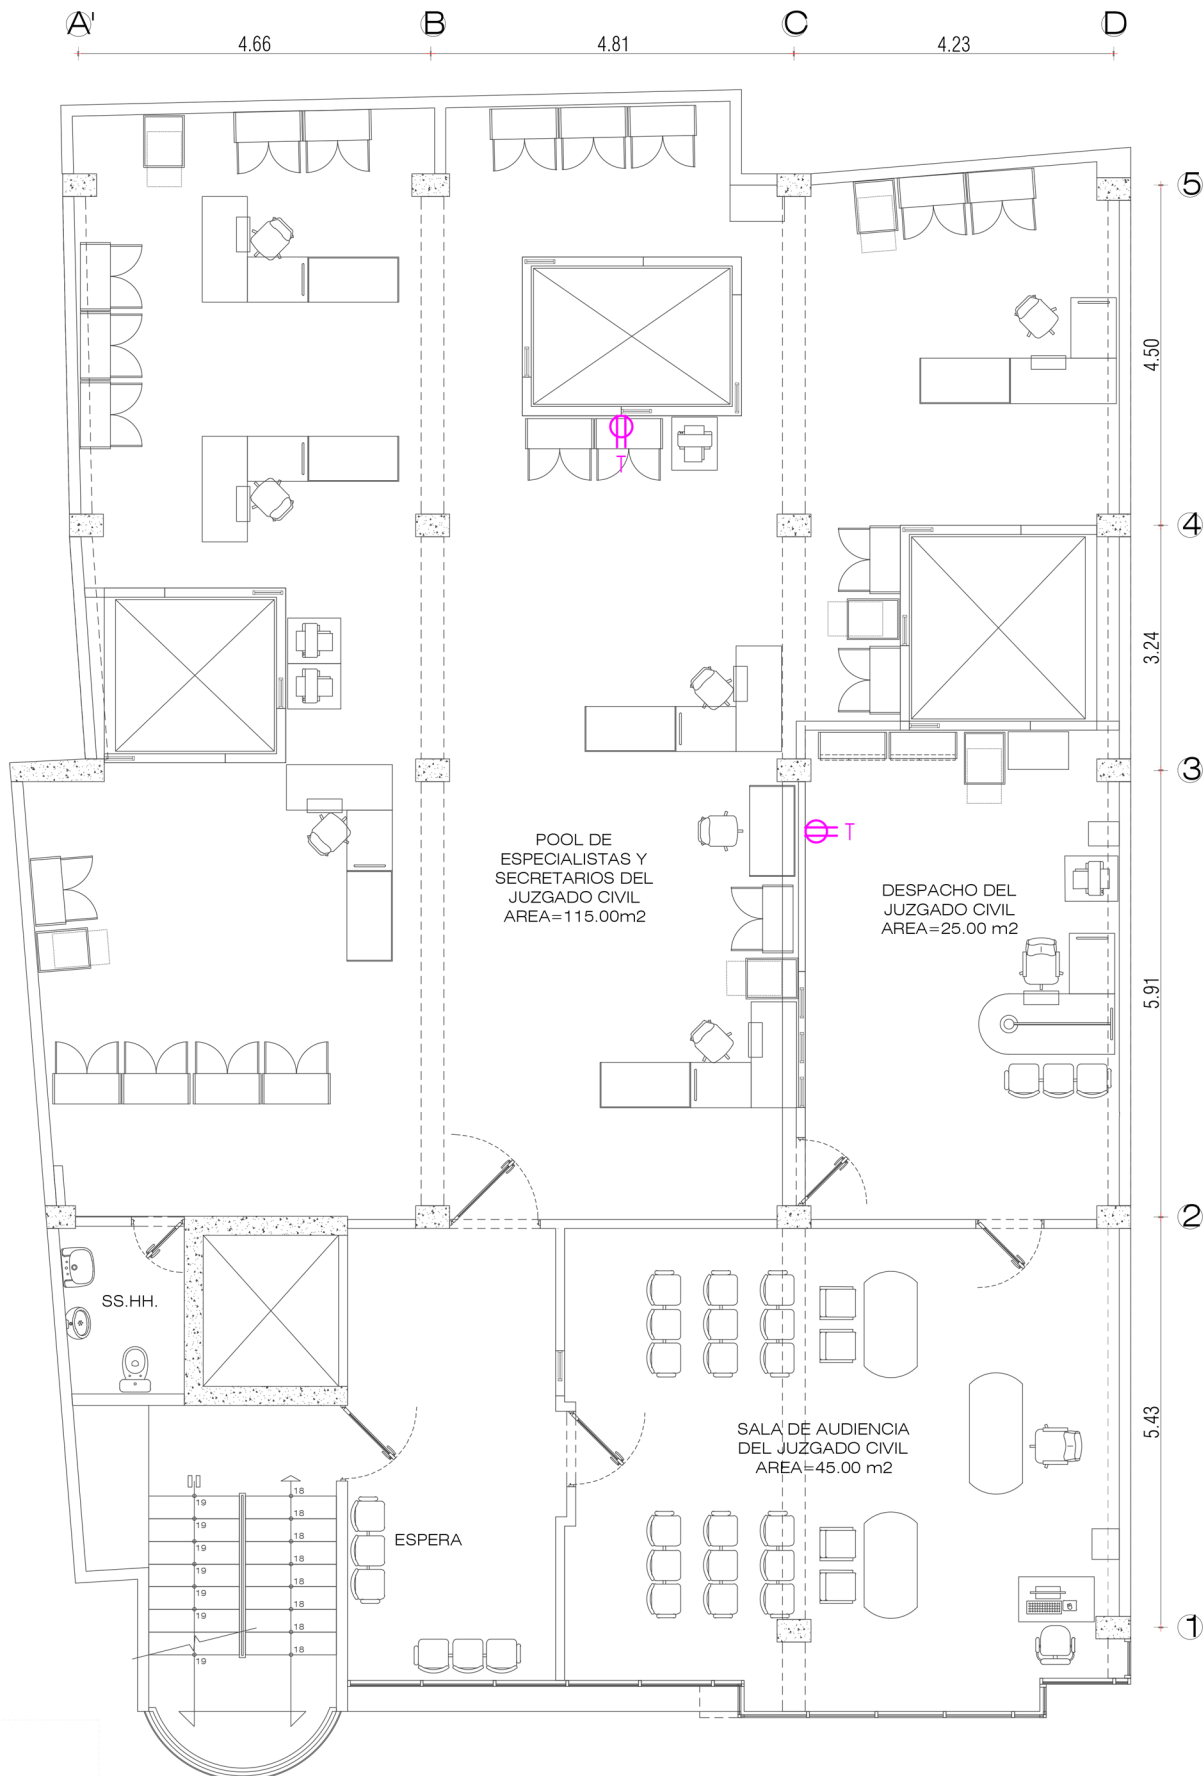 A' B C D
4.66 4.81 4.23
5
4.50
T
4
3.24
3
T
POOL DE
ESPECIALISTAS Y
SECRETARIOS DEL
JUZGADO CIVIL
AREA=115.00m2
DESPACHO DEL
JUZGADO CIVIL
AREA=25.00 m2
5.91
2
SS.HH.
SALA DE AUDIENCIA
DEL JUZGADO CIVIL
AREA=45.00 m2
5.43
ESPERA
19 18
19 18
19 18
19 18
19 18
19 18
18
19 18
1